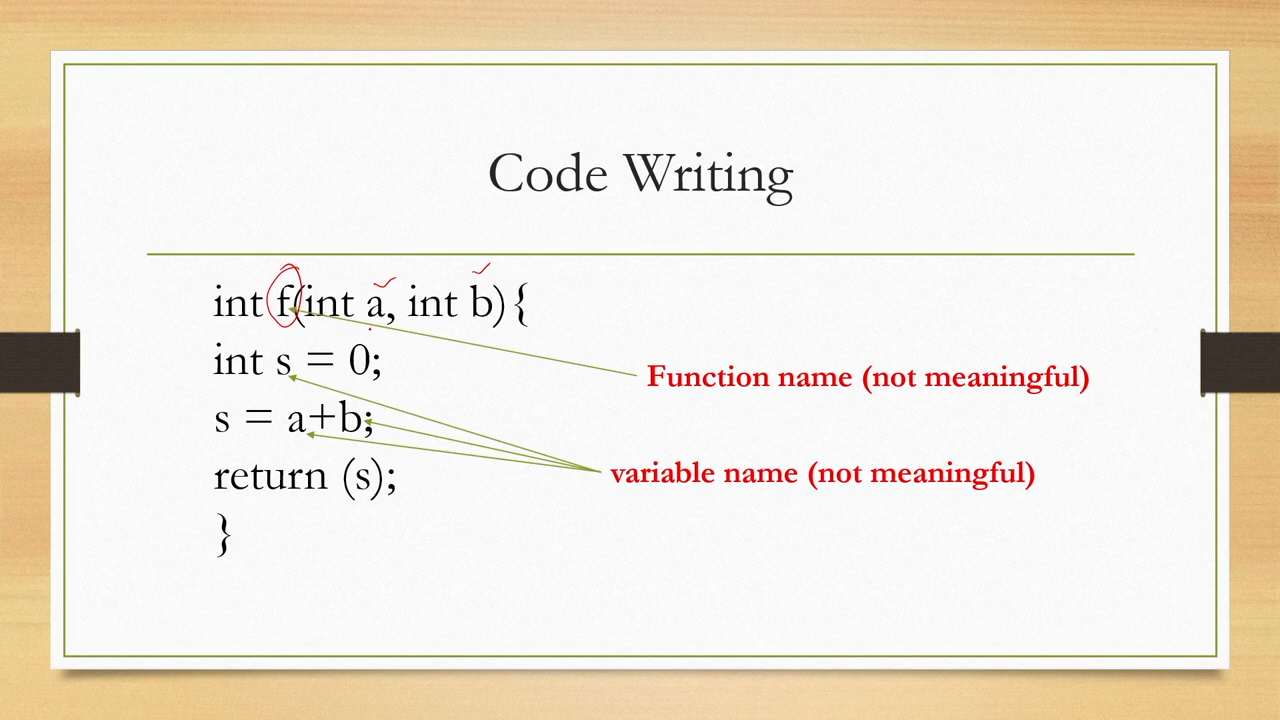 Code Writing
int f(int a, int b){
int s = 0;
Function name (not meaningful)
s = a+b;
variable name (not meaningful)
return (s);
}